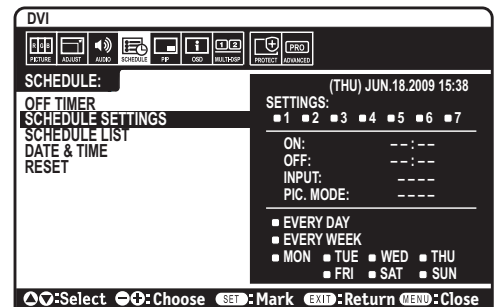 DVI
RGB
PICTURE ADJUST AUDIO SCHEDULE PIP OSD MULTI-DSP PROTECT ADVANCED
i 1 2 PRO
SCHEDULE:
OFF TIMER
SCHEDULE SETTINGS
SCHEDULE LIST
DATE & TIME
RESET
(THU) JUN.18.2009 15:38
SETTINGS:
1 2 3 4 5 6 7
ON: --:--
OFF: --:--
INPUT: ----
PIC. MODE: ----
EVERY DAY
EVERY WEEK
MON TUE WED THU
FRI SAT SUN
:Select :Choose SET :Mark EXIT :Return MENU :Close